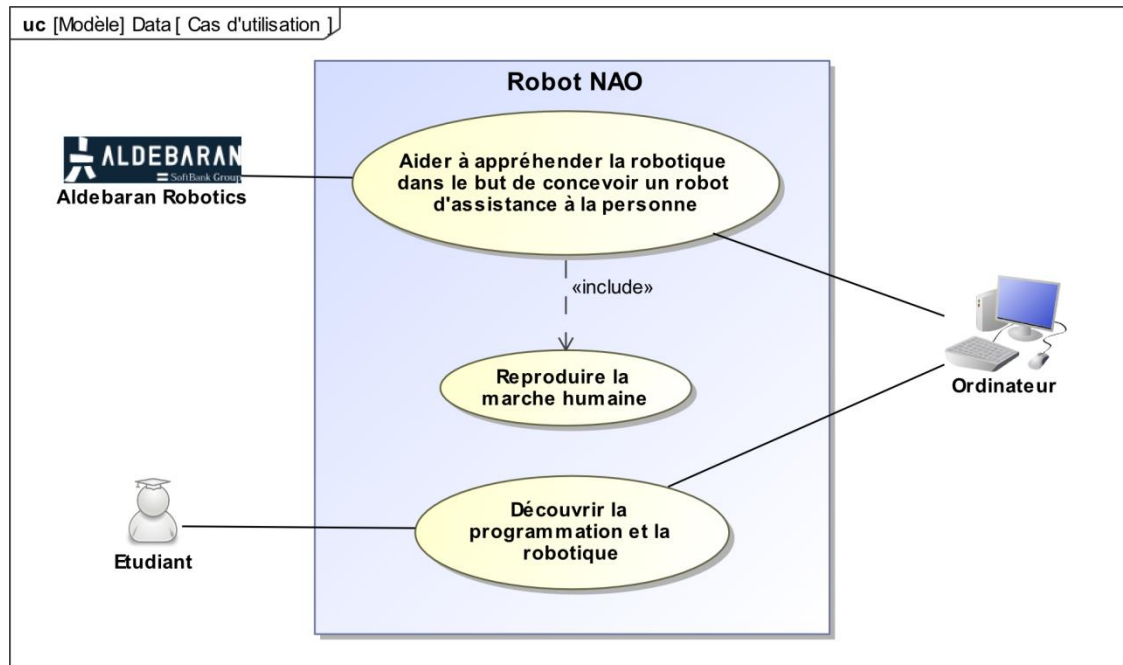 uc [Modèle] Data [ Cas d'utilisation ]
Robot NAO
Aider à appréhender la robotique
dans le but de concevoir un robot
d'assistance à la personne
ALDEBARAN
SoftBank Group
Aldebaran Robotics
«include»
Reproduire la
marche humaine
Ordinateur
Découvrir la
programmation et la
robotique
Etudiant